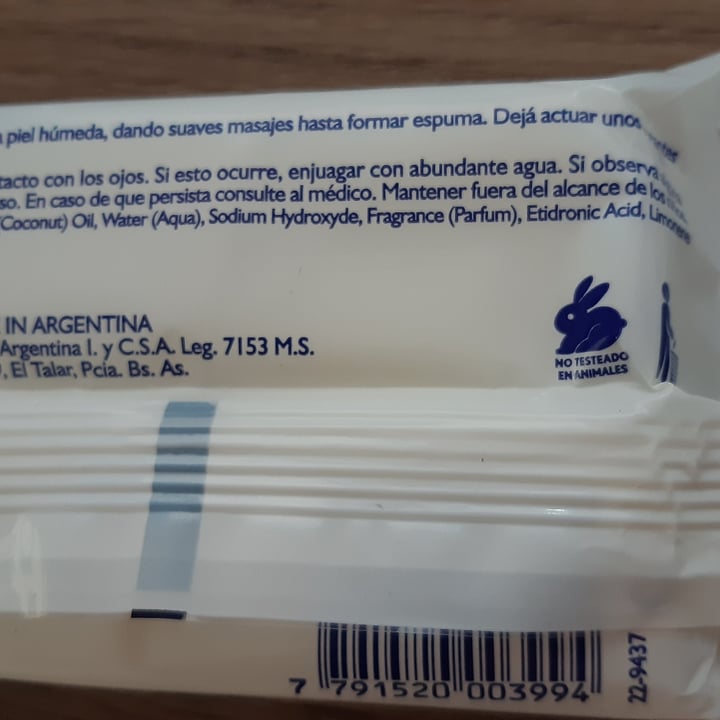 piel húmeda, dando suaves masajes hasta formar espuma. Dejá actuar unos
tacto con los ojos. Si esto ocurre, enjuagar con abundante agua. Si observa
so. En caso de que persista consulte al médico. Mantener fuera del alcance de los
(Coconut) Oil, Water (Aqua), Sodium Hydroxyde, Fragrance (Parfum), Etidronic Acid, Limonene
IN ARGENTINA
Argentina I. y C.S.A. Leg. 7153 M.S.
, El Talar, Pcia. Bs. As.
NO TESTEADO
EN ANIMALES
7 791520 003994
22-9437